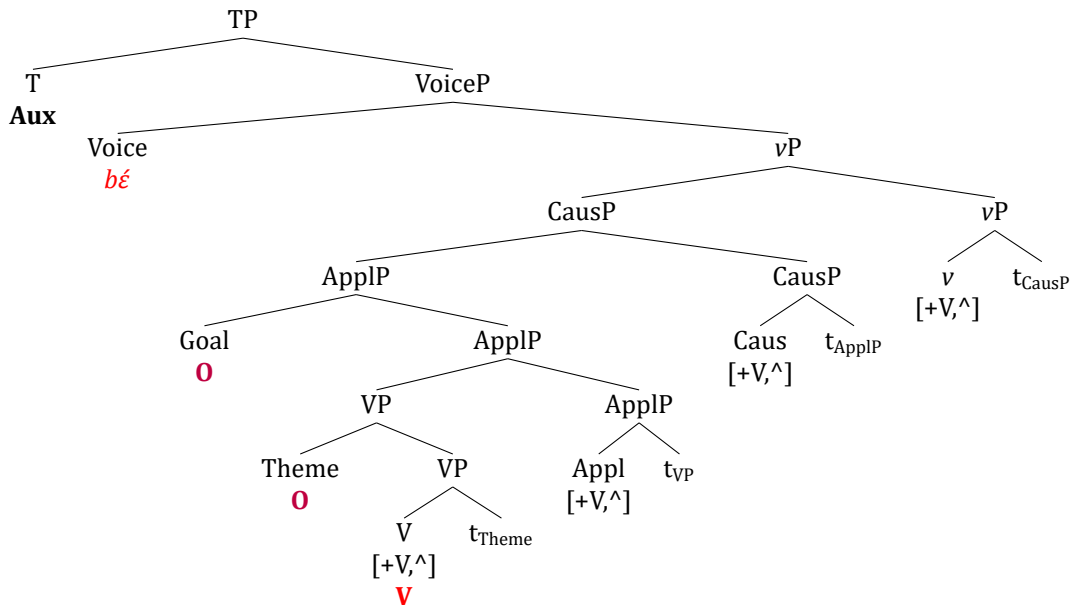 TP
T VoiceP
Aux
Voice vP
bέ
CausP vP
ApplP CausP v t_CausP
[+V,^]
Goal ApplP Caus t_ApplP
O [+V,^]
VP ApplP
Theme VP Appl t_VP
O [+V,^]
V t_Theme
[+V,^]
V